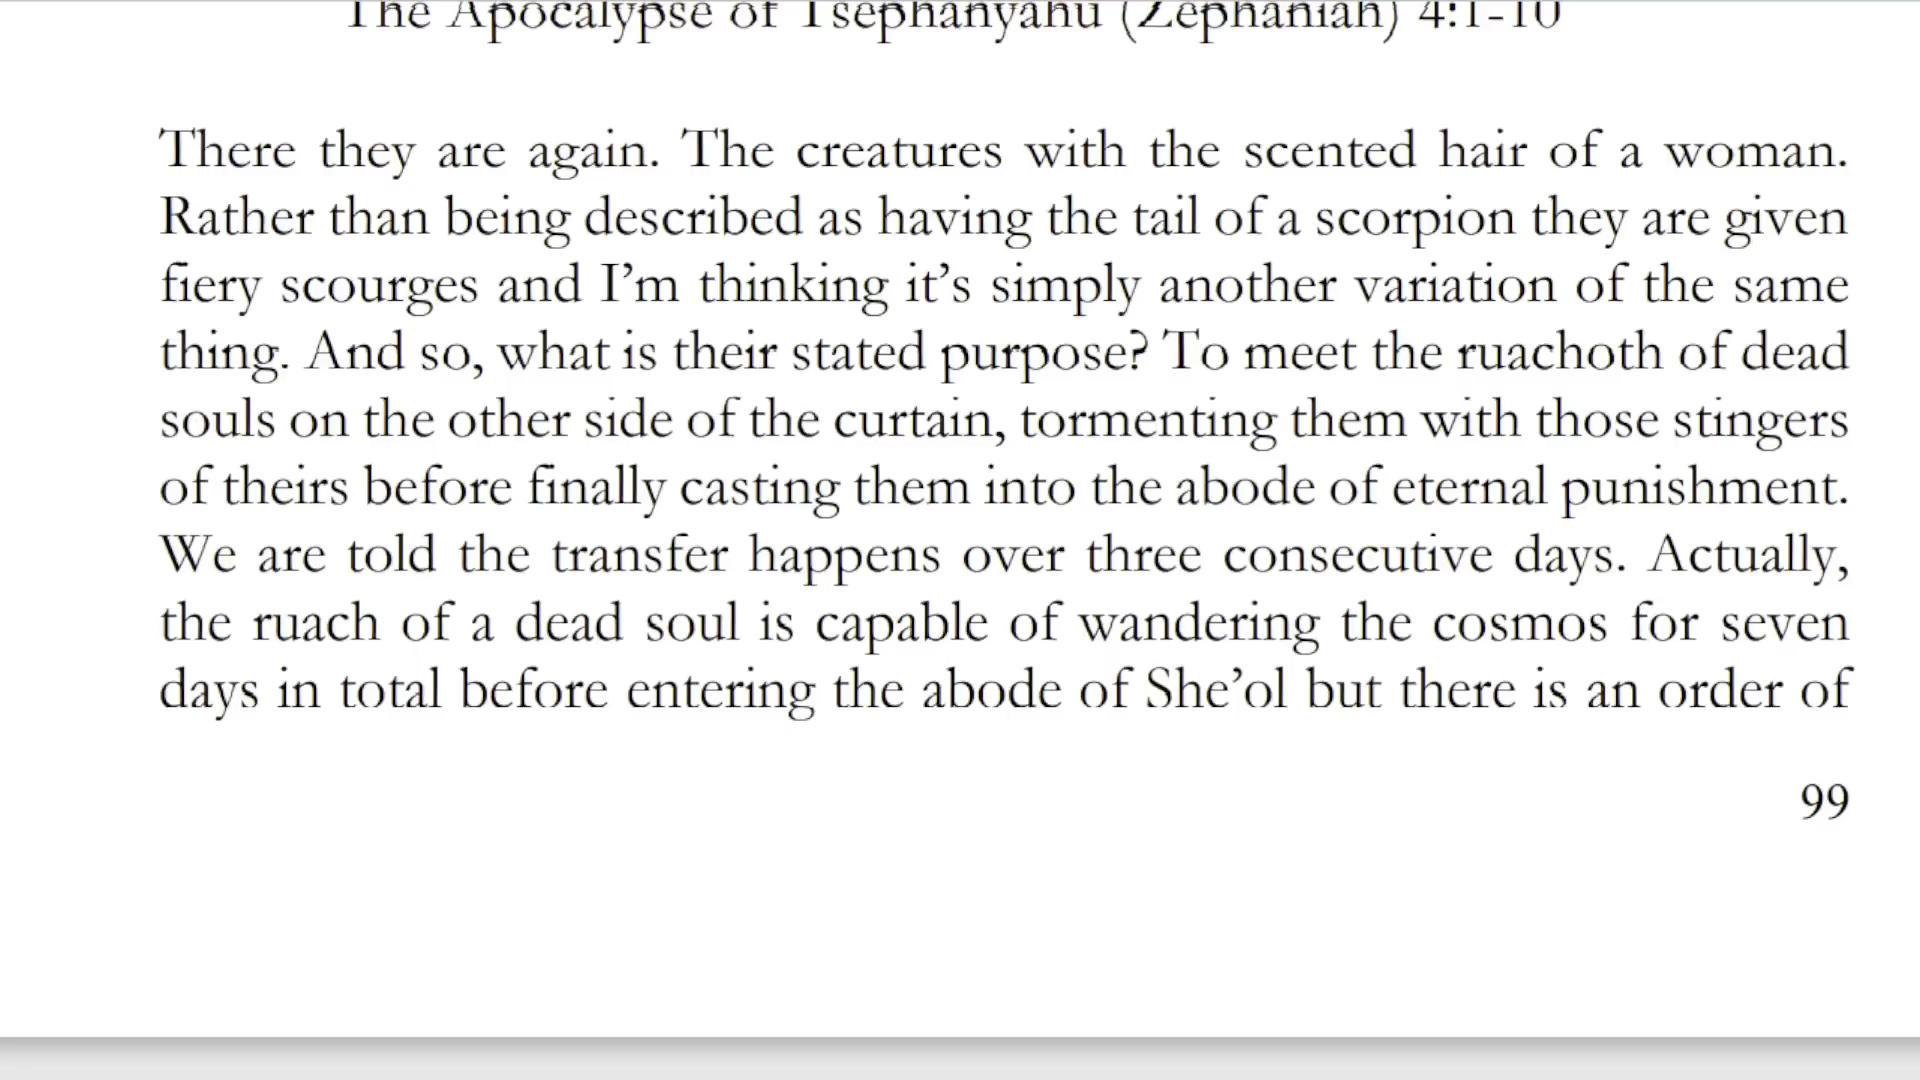 The Apocalypse of Tsephanyahu (Zephaniah) 4:1-10
There they are again. The creatures with the scented hair of a woman.
Rather than being described as having the tail of a scorpion they are given
fiery scourges and I’m thinking it’s simply another variation of the same
thing. And so, what is their stated purpose? To meet the ruachoth of dead
souls on the other side of the curtain, tormenting them with those stingers
of theirs before finally casting them into the abode of eternal punishment.
We are told the transfer happens over three consecutive days. Actually,
the ruach of a dead soul is capable of wandering the cosmos for seven
days in total before entering the abode of She’ol but there is an order of
99